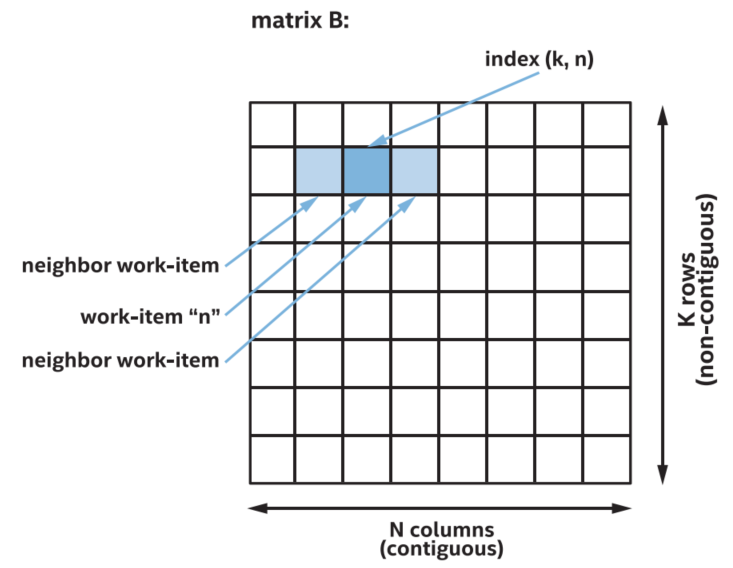 matrix B:
index (k, n)
neighbor work-item
work-item “n”
neighbor work-item
K rows
(non-contiguous)
N columns
(contiguous)